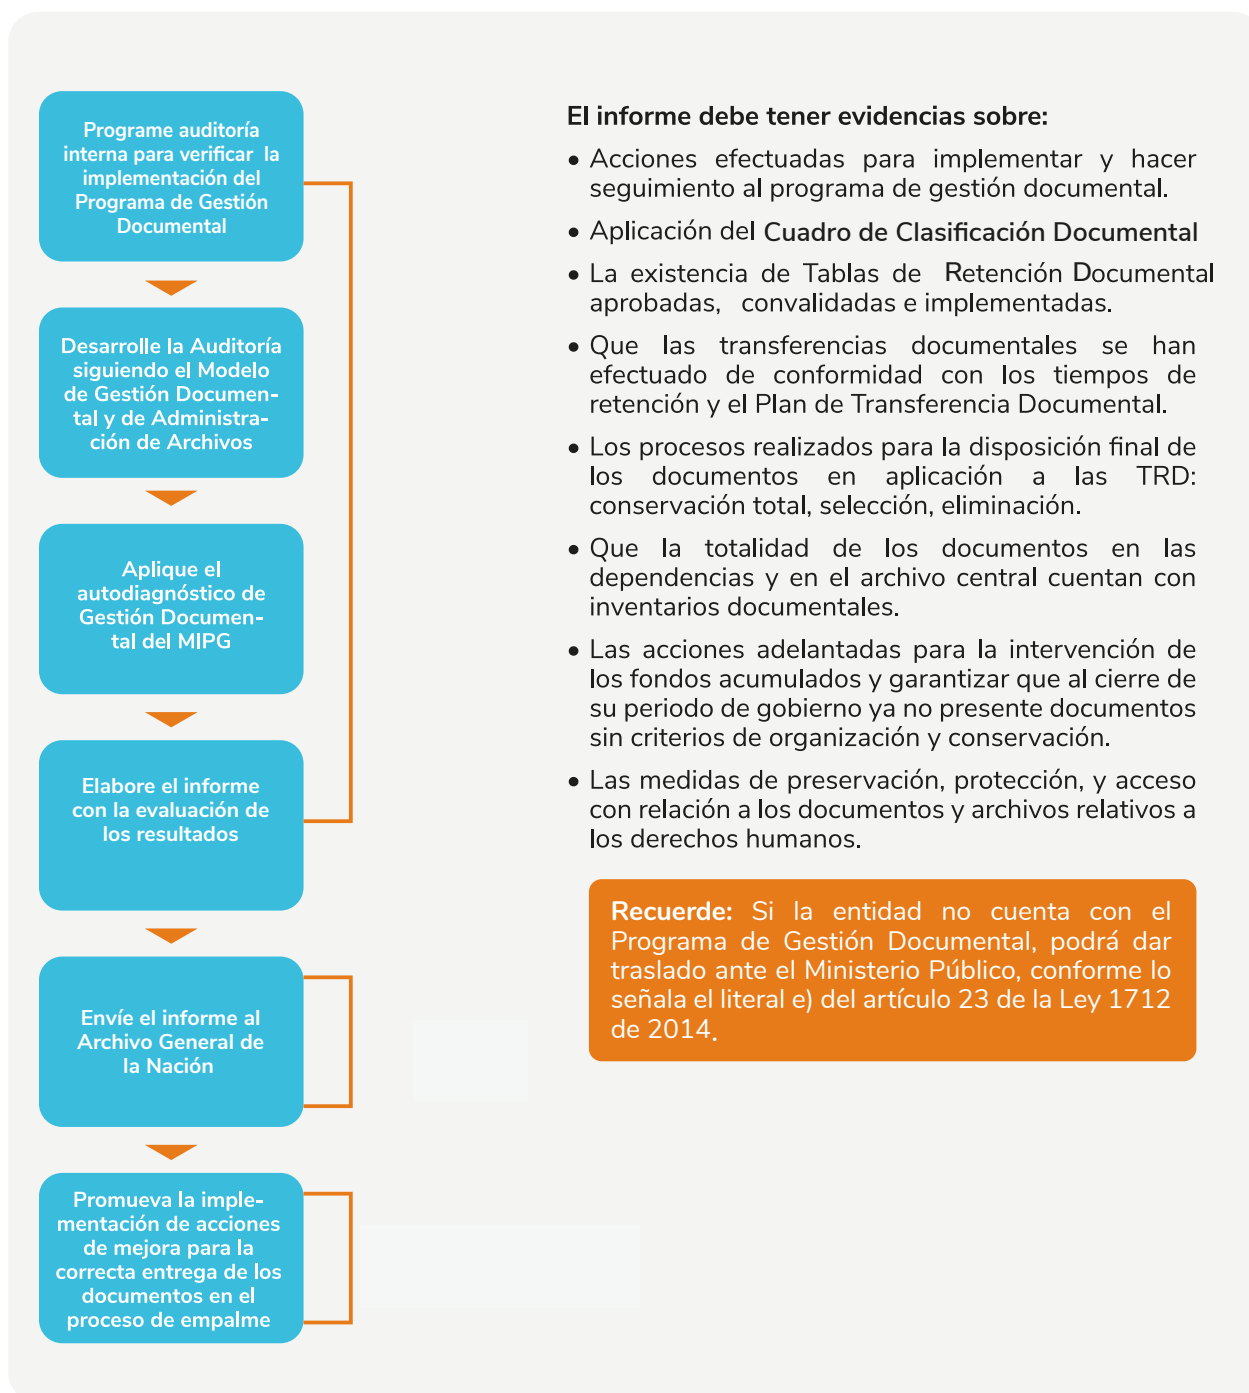 Programe auditoría
interna para verificar la
implementación del
Programa de Gestión
Documental
Desarrolle la Auditoría
siguiendo el Modelo
de Gestión Documen-
tal y de Administra-
ción de Archivos
Aplique el
autodiagnóstico de
Gestión Documen-
tal del MIPG
Elabore el informe
con la evaluación de
los resultados
Envíe el informe al
Archivo General de
la Nación
Promueva la imple-
mentación de acciones
de mejora para la
correcta entrega de los
documentos en el
proceso de empalme
El informe debe tener evidencias sobre:
• Acciones efectuadas para implementar y hacer
seguimiento al programa de gestión documental.
• Aplicación del Cuadro de Clasificación Documental
• La existencia de Tablas de Retención Documental
aprobadas, convalidadas e implementadas.
• Que las transferencias documentales se han
efectuado de conformidad con los tiempos de
retención y el Plan de Transferencia Documental.
• Los procesos realizados para la disposición final de
los documentos en aplicación a las TRD:
conservación total, selección, eliminación.
• Que la totalidad de los documentos en las
dependencias y en el archivo central cuentan con
inventarios documentales.
• Las acciones adelantadas para la intervención de
los fondos acumulados y garantizar que al cierre de
su periodo de gobierno ya no presente documentos
sin criterios de organización y conservación.
• Las medidas de preservación, protección, y acceso
con relación a los documentos y archivos relativos a
los derechos humanos.
Recuerde: Si la entidad no cuenta con el
Programa de Gestión Documental, podrá dar
traslado ante el Ministerio Público, conforme lo
señala el literal e) del artículo 23 de la Ley 1712
de 2014.